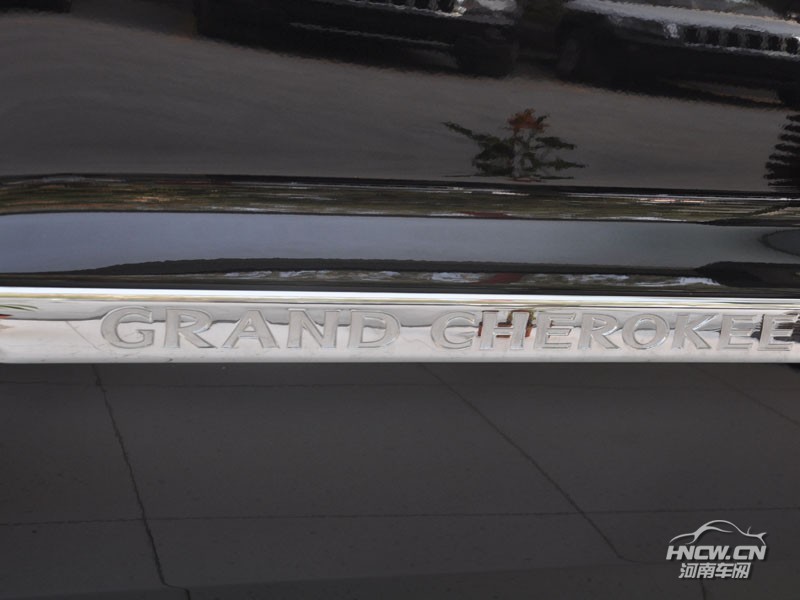 GRAND CHEROKEE
HNCW.CN
河南车网